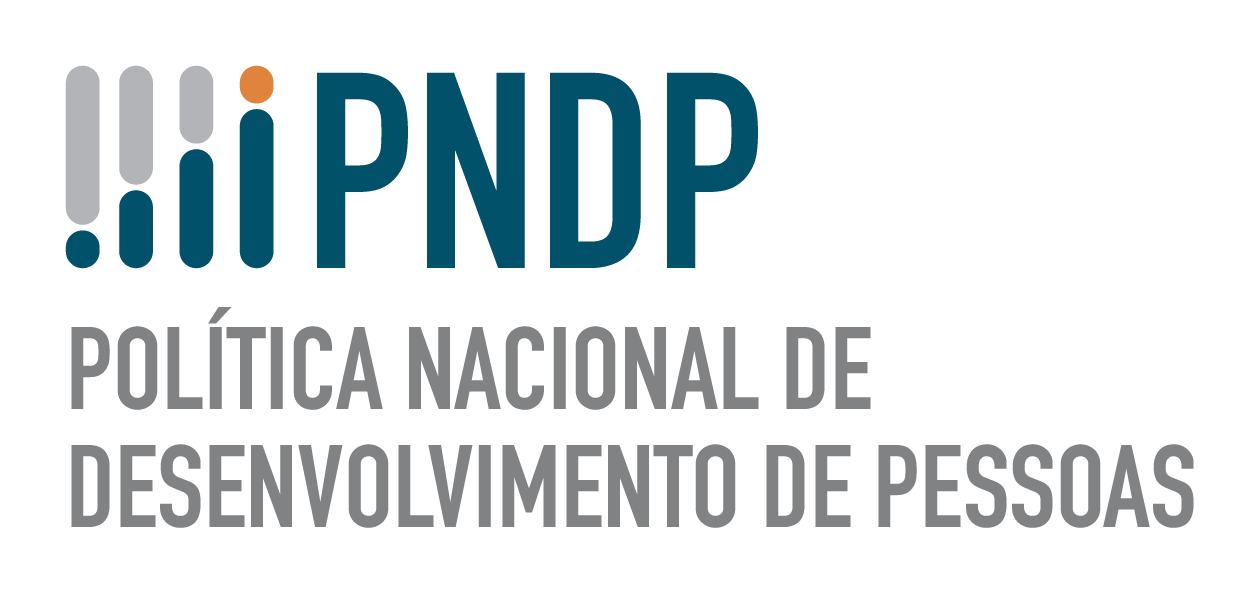 PNDP
POLÍTICA NACIONAL DE
DESENVOLVIMENTO DE PESSOAS